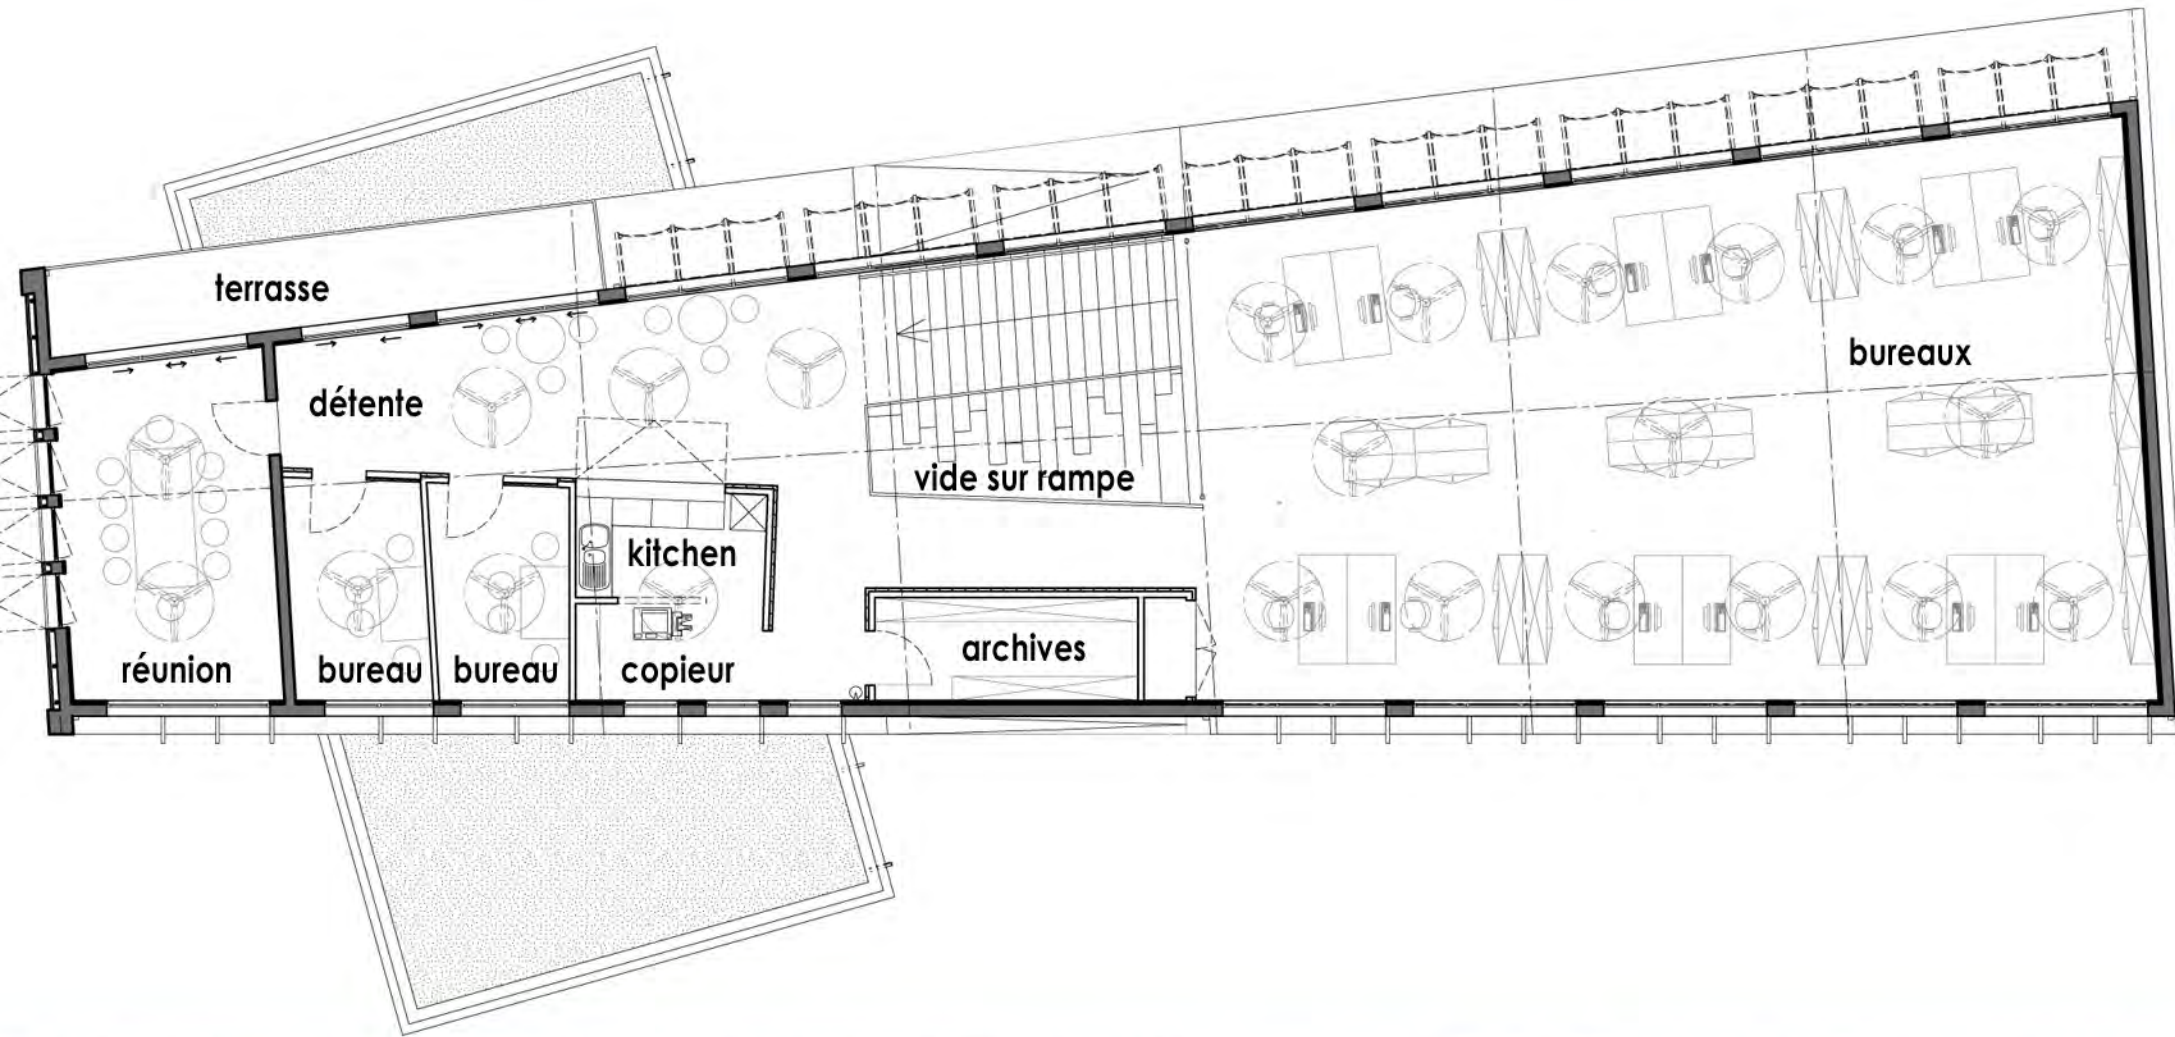 terrasse
bureaux
détente
vide sur rampe
kitchen
archives
réunion
bureau
bureau
copieur